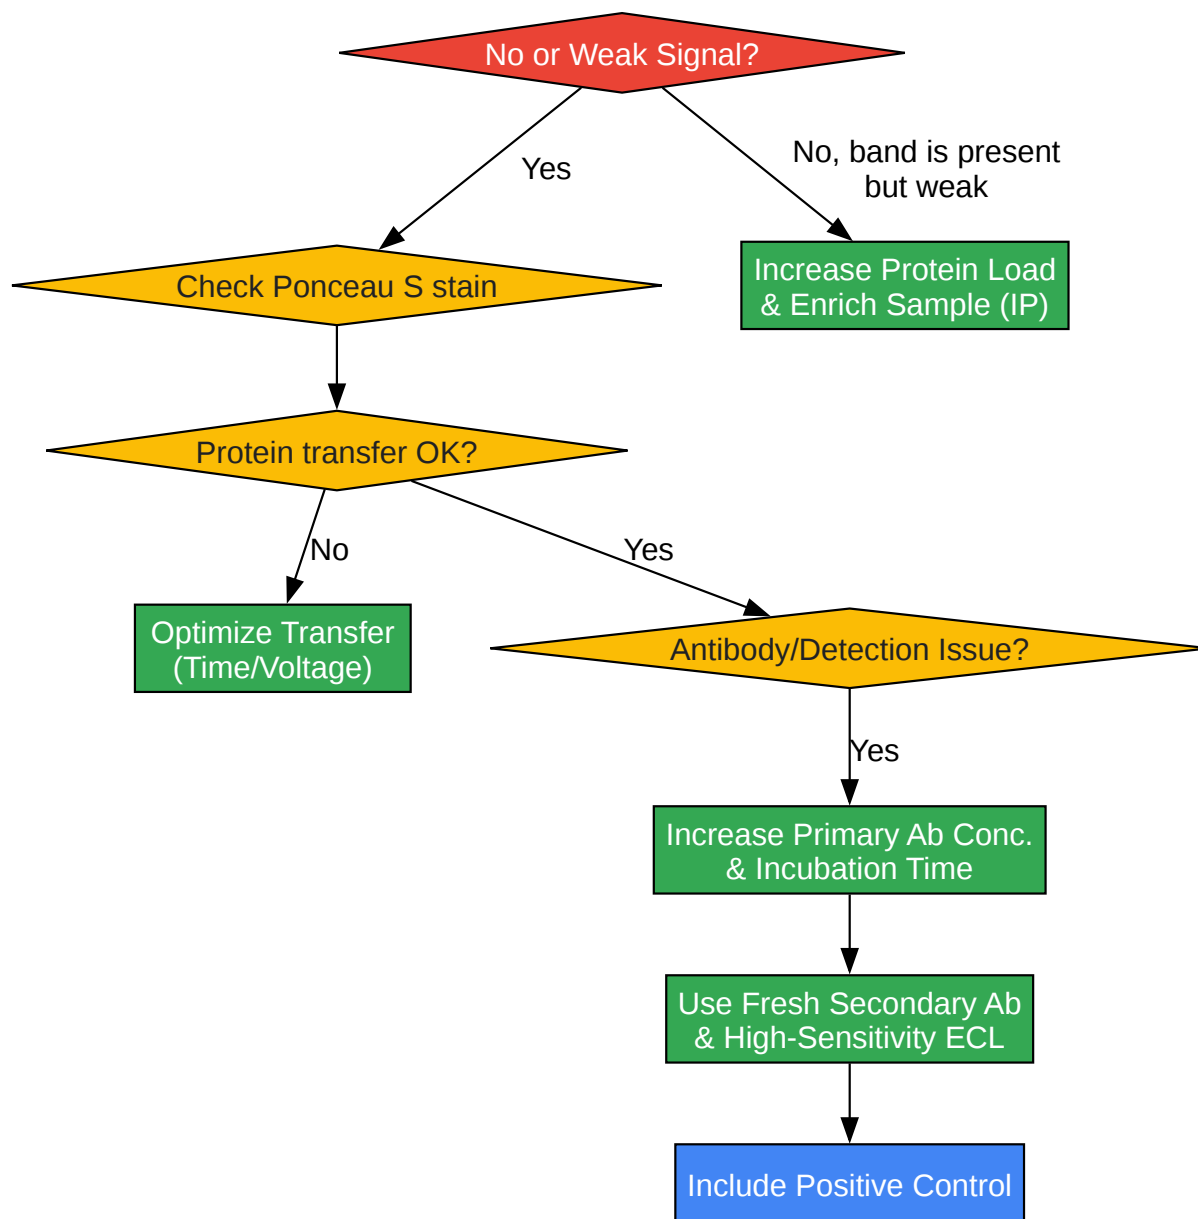 No or Weak Signal?
Yes
No, band is present
but weak
Check Ponceau S stain
Increase Protein Load
& Enrich Sample (IP)
Protein transfer OK?
No
Yes
Optimize Transfer
(Time/Voltage)
Antibody/Detection Issue?
Yes
Increase Primary Ab Conc.
& Incubation Time
Use Fresh Secondary Ab
& High-Sensitivity ECL
Include Positive Control